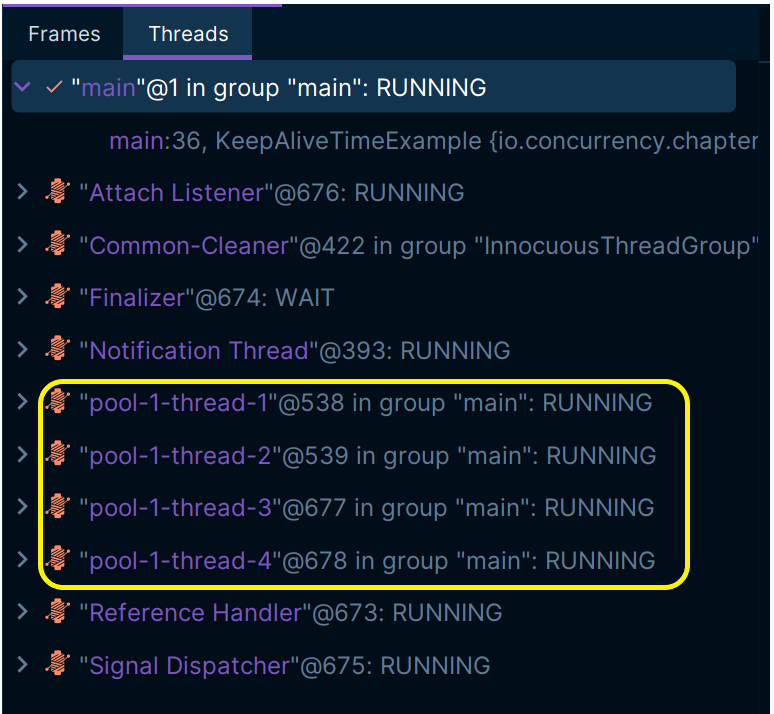 Frames Threads
"main"@1 in group "main": RUNNING
main:36, KeepAliveTimeExample {io.concurrency.chapter
"Attach Listener"@676: RUNNING
"Common-Cleaner"@422 in group "InnocuousThreadGroup"
"Finalizer"@674: WAIT
"Notification Thread"@393: RUNNING
"pool-1-thread-1"@538 in group "main": RUNNING
"pool-1-thread-2"@539 in group "main": RUNNING
"pool-1-thread-3"@677 in group "main": RUNNING
"pool-1-thread-4"@678 in group "main": RUNNING
"Reference Handler"@673: RUNNING
"Signal Dispatcher"@675: RUNNING